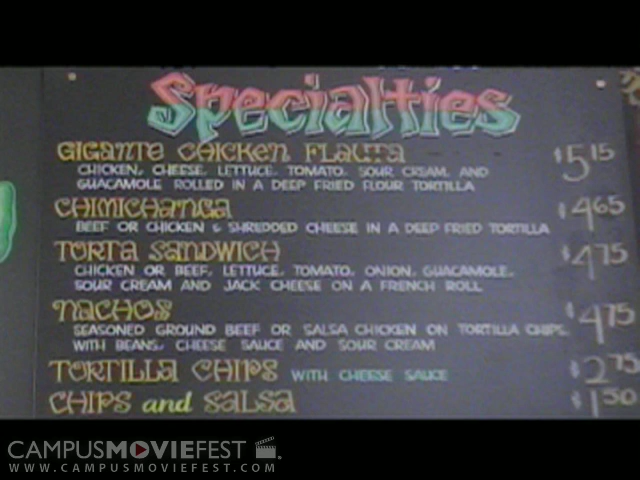 Specialties
GIGANTE CHICKEN FLAUTA $5.15
CHICKEN, CHEESE, LETTUCE, TOMATO, SOUR CREAM, AND
GUACAMOLE ROLLED IN A DEEP FRIED FLOUR TORTILLA
CHIMICHANGA $4.65
BEEF OR CHICKEN & SHREDDED CHEESE IN A DEEP FRIED TORTILLA
TORTA SANDWICH $4.75
CHICKEN OR BEEF, LETTUCE, TOMATO, ONION, GUACAMOLE,
SOUR CREAM AND JACK CHEESE ON A FRENCH ROLL
NACHOS $4.75
SEASONED GROUND BEEF OR SALSA CHICKEN ON TORTILLA CHIPS,
WITH BEANS, CHEESE SAUCE AND SOUR CREAM
TORTILLA CHIPS WITH CHEESE SAUCE $2.75
CHIPS and SALSA $1.50
CAMPUSMOVIEFEST
WWW.CAMPUSMOVIEFEST.COM